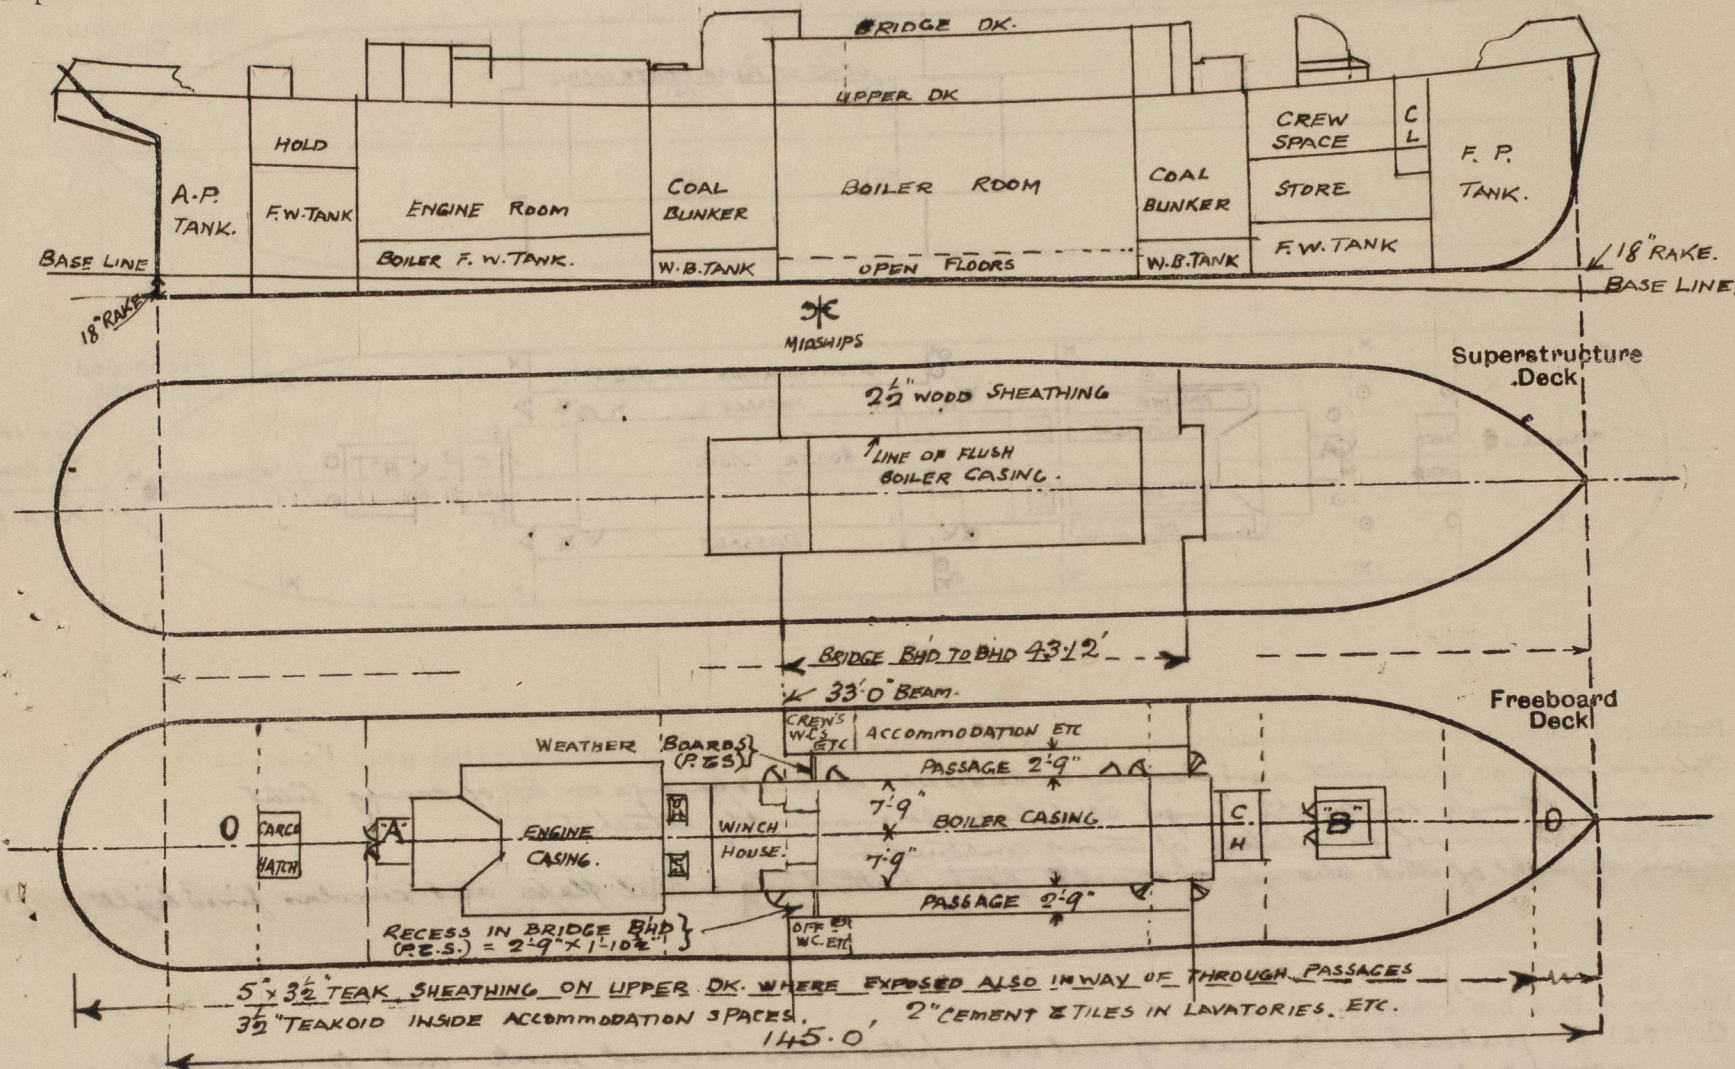 BRIDGE DK.
UPPER DK
HOLD
CREW
SPACE
C
L
F. P.
TANK.
A.P.
TANK.
F.W.TANK
ENGINE ROOM
COAL
BUNKER
BOILER ROOM
COAL
BUNKER
STORE
BASE LINE
BOILER F. W. TANK.
W.B.TANK
OPEN FLOORS
W.B.TANK
F.W.TANK
18" RAKE.
BASE LINE
18" RAKE
MIDSHIPS
Superstructure
Deck
2½" WOOD SHEATHING
LINE OF FLUSH
BOILER CASING.
BRIDGE BHD TO BHD 43.12'
33'-0" BEAM.
Freeboard
Deck
CREW'S
W.C'S
ETC
ACCOMMODATION ETC
WEATHER BOARDS
(P.&S)
PASSAGE 2'-9"
7'-9"
O
CARGO
HATCH
"A"
ENGINE
CASING.
WINCH
HOUSE.
BOILER CASING
C.
H
"B"
O
7'-9"
PASSAGE 2'-9"
RECESS IN BRIDGE BHD
(P.&.S.) = 2'-9" X 1'-10½"
W.C. ETC
5" x 3½" TEAK SHEATHING ON UPPER DK. WHERE EXPOSED ALSO IN WAY OF THROUGH PASSAGES
3½" TEAKOID INSIDE ACCOMMODATION SPACES. 2" CEMENT & TILES IN LAVATORIES. ETC.
145.0'